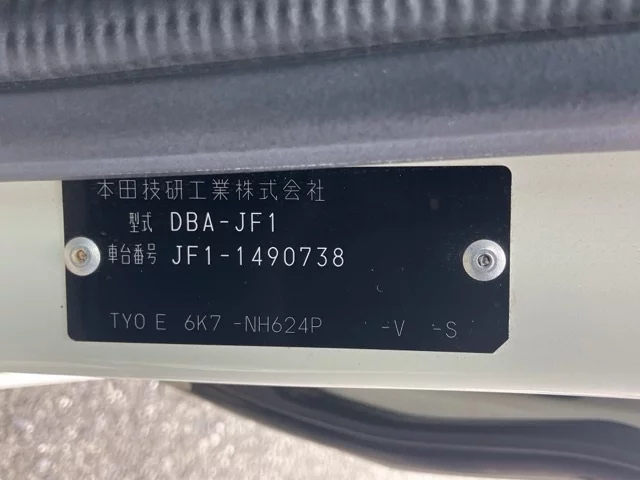 本田技研工業株式会社
型式 DBA-JF1
車台番号 JF1-1490738
TYO E 6K7 -NH624P -V -S